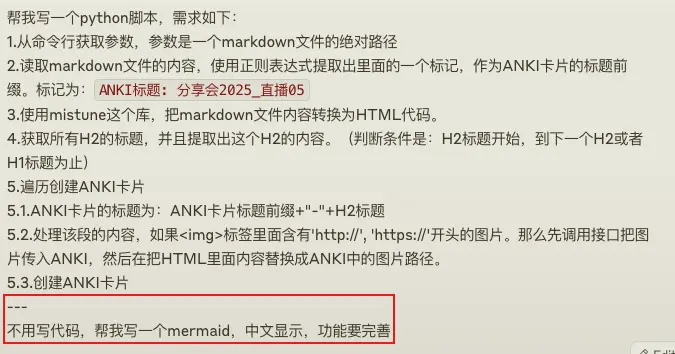 帮我写一个python脚本，需求如下：
1.从命令行获取参数，参数是一个markdown文件的绝对路径
2.读取markdown文件的内容，使用正则表达式提取出里面的一个标记，作为ANKI卡片的标题前
缀。标记为： ANKI标题: 分享会2025_直播05
3.使用mistune这个库，把markdown文件内容转换为HTML代码。
4.获取所有H2的标题，并且提取出这个H2的内容。（判断条件是：H2标题开始，到下一个H2或者
H1标题为止）
5.遍历创建ANKI卡片
5.1.ANKI卡片的标题为：ANKI卡片标题前缀+"-"+H2标题
5.2.处理该段的内容，如果<img>标签里面含有'http://', 'https://'开头的图片。那么先调用接口把图
片传入ANKI，然后在把HTML里面内容替换成ANKI中的图片路径。
5.3.创建ANKI卡片
---
不用写代码，帮我写一个mermaid，中文显示，功能要完善